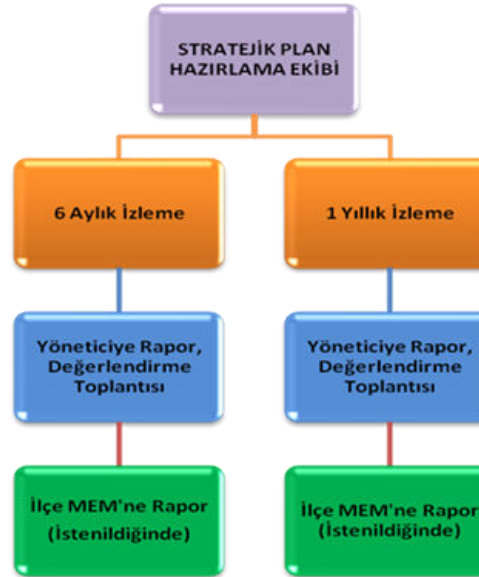 STRATEJİK PLAN
HAZIRLAMA EKİBİ
6 Aylık İzleme
1 Yıllık İzleme
Yöneticiye Rapor,
Değerlendirme
Toplantısı
Yöneticiye Rapor,
Değerlendirme
Toplantısı
İlçe MEM'ne Rapor
(İstenildiğinde)
İlçe MEM'ne Rapor
(İstenildiğinde)